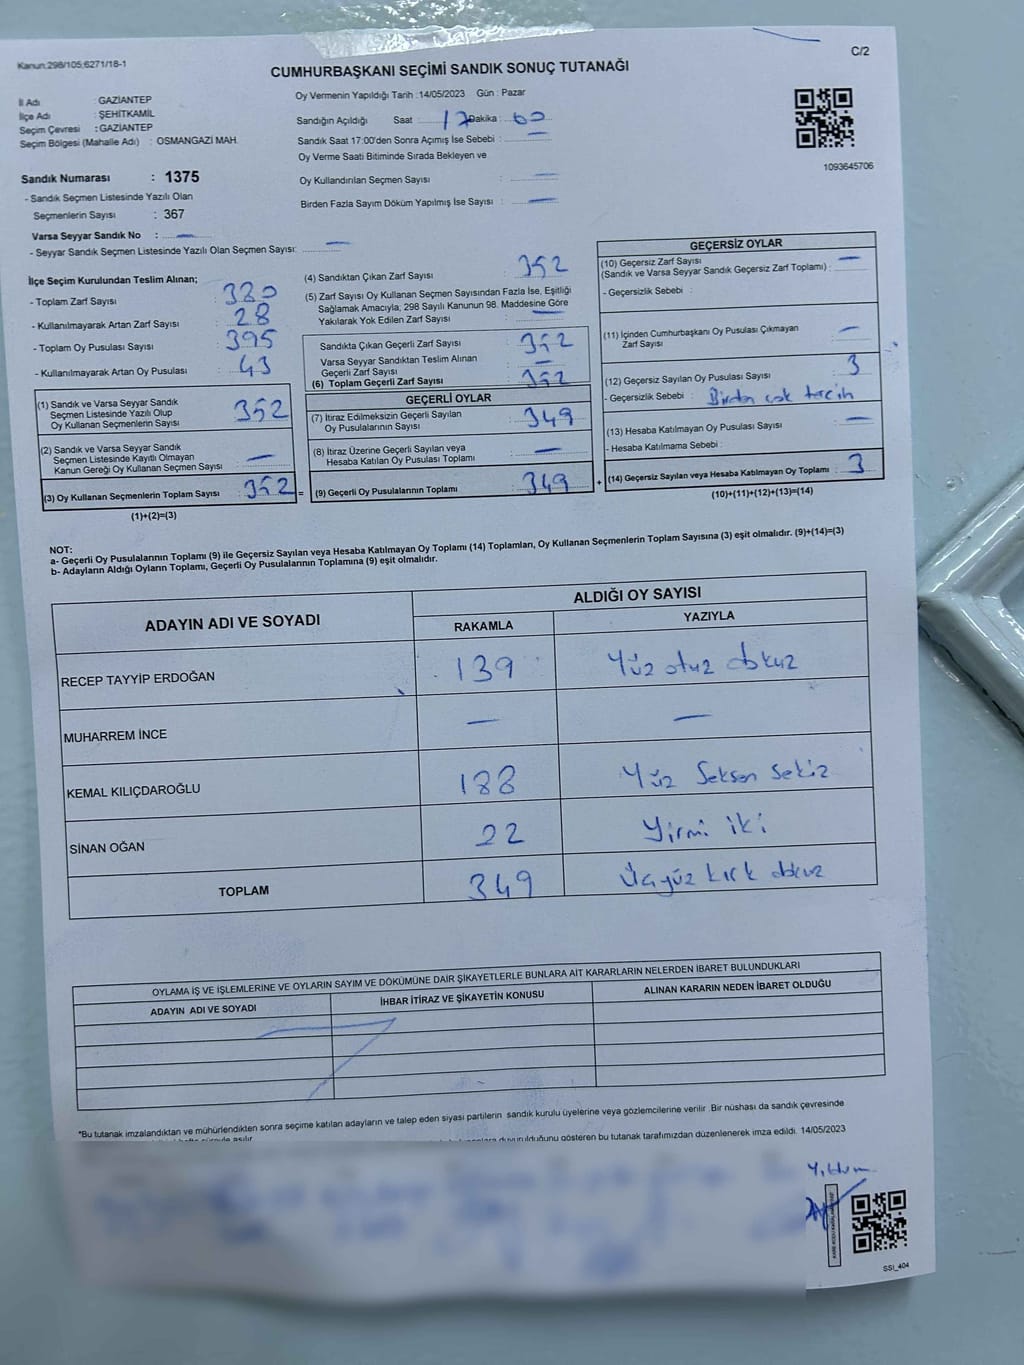 Kanun:298/105;6271/18-1
C/2
CUMHURBAŞKANI SEÇİMİ SANDIK SONUÇ TUTANAĞI
İl Adı : GAZİANTEP
İlçe Adı : ŞEHİTKAMİL
Seçim Çevresi : GAZİANTEP
Seçim Bölgesi (Mahalle Adı) : OSMANGAZİ MAH.
Sandık Numarası : 1375
- Sandık Seçmen Listesinde Yazılı Olan
Seçmenlerin Sayısı : 367
Varsa Seyyar Sandık No : —
- Seyyar Sandık Seçmen Listesinde Yazılı Olan Seçmen Sayısı: —
Oy Vermenin Yapıldığı Tarih : 14/05/2023 Gün : Pazar
Sandığın Açıldığı Saat : 17 Dakika :
Sandık Saat 17:00'den Sonra Açımış İse Sebebi : —
Oy Verme Saati Bitiminde Sırada Bekleyen ve
Oy Kullandırılan Seçmen Sayısı : —
Birden Fazla Sayım Döküm Yapılmış İse Sayısı : —
1093645706
İlçe Seçim Kurulundan Teslim Alınan;
- Toplam Zarf Sayısı : 380
- Kullanılmayarak Artan Zarf Sayısı : 28
- Toplam Oy Pusulası Sayısı : 395
- Kullanılmayarak Artan Oy Pusulası : 43
(1) Sandık ve Varsa Seyyar Sandık
Seçmen Listesinde Yazılı Olup
Oy Kullanan Seçmenlerin Sayısı : 352
(2) Sandık ve Varsa Seyyar Sandık
Seçmen Listesinde Kayıtlı Olmayan
Kanun Gereği Oy Kullanan Seçmen Sayısı : —
(3) Oy Kullanan Seçmenlerin Toplam Sayısı : 352 =
(1)+(2)=(3)
(4) Sandıktan Çıkan Zarf Sayısı : 352
(5) Zarf Sayısı Oy Kullanan Seçmen Sayısından Fazla İse, Eşitliği
Sağlamak Amacıyla; 298 Sayılı Kanunun 98. Maddesine Göre
Yakılarak Yok Edilen Zarf Sayısı : —
Sandıkta Çıkan Geçerli Zarf Sayısı : 352
Varsa Seyyar Sandıktan Teslim Alınan
Geçerli Zarf Sayısı : —
(6) Toplam Geçerli Zarf Sayısı : 352
GEÇERLİ OYLAR
(7) İtiraz Edilmeksizin Geçerli Sayılan
Oy Pusulalarının Sayısı : 349
(8) İtiraz Üzerine Geçerli Sayılan veya
Hesaba Katılan Oy Pusulası Toplamı : —
(9) Geçerli Oy Pusulalarının Toplamı : 349 +
GEÇERSİZ OYLAR
(10) Geçersiz Zarf Sayısı
(Sandık ve Varsa Seyyar Sandık Geçersiz Zarf Toplamı) : —
- Geçersizlik Sebebi :
(11) İçinden Cumhurbaşkanı Oy Pusulası Çıkmayan
Zarf Sayısı : —
(12) Geçersiz Sayılan Oy Pusulası Sayısı : 3
- Geçersizlik Sebebi : Birden çok tercih
(13) Hesaba Katılmayan Oy Pusulası Sayısı : —
- Hesaba Katılmama Sebebi :
(14) Geçersiz Sayılan veya Hesaba Katılmayan Oy Toplamı : 3
(10)+(11)+(12)+(13)=(14)
NOT:
a- Geçerli Oy Pusulalarının Toplamı (9) ile Geçersiz Sayılan veya Hesaba Katılmayan Oy Toplamı (14) Toplamları, Oy Kullanan Seçmenlerin Toplam Sayısına (3) eşit olmalıdır. (9)+(14)=(3)
b- Adayların Aldığı Oyların Toplamı, Geçerli Oy Pusulalarının Toplamına (9) eşit olmalıdır.
ADAYIN ADI VE SOYADI
ALDIĞI OY SAYISI
RAKAMLA YAZIYLA
RECEP TAYYİP ERDOĞAN 139 Yüz otuz dokuz
MUHARREM İNCE — —
KEMAL KILIÇDAROĞLU 188 Yüz Seksen Sekiz
SİNAN OĞAN 22 Yirmi iki
TOPLAM 349 Üçyüz kırk dokuz
OYLAMA İŞ VE İŞLEMLERİNE VE OYLARIN SAYIM VE DÖKÜMÜNE DAİR ŞİKAYETLERLE BUNLARA AİT KARARLARIN NELERDEN İBARET BULUNDUKLARI
ADAYIN ADI VE SOYADI İHBAR İTİRAZ VE ŞİKAYETİN KONUSU ALINAN KARARIN NEDEN İBARET OLDUĞU
*Bu tutanak imzalandıktan ve mühürlendikten sonra seçime katılan adayların ve talep eden siyasi partilerin sandık kurulu üyelerine veya gözlemcilerine verilir. Bir nüshası da sandık çevresinde
duyurulduğunu gösteren bu tutanak tarafımızdan düzenlenerek imza edildi. 14/05/2023
SSI_404